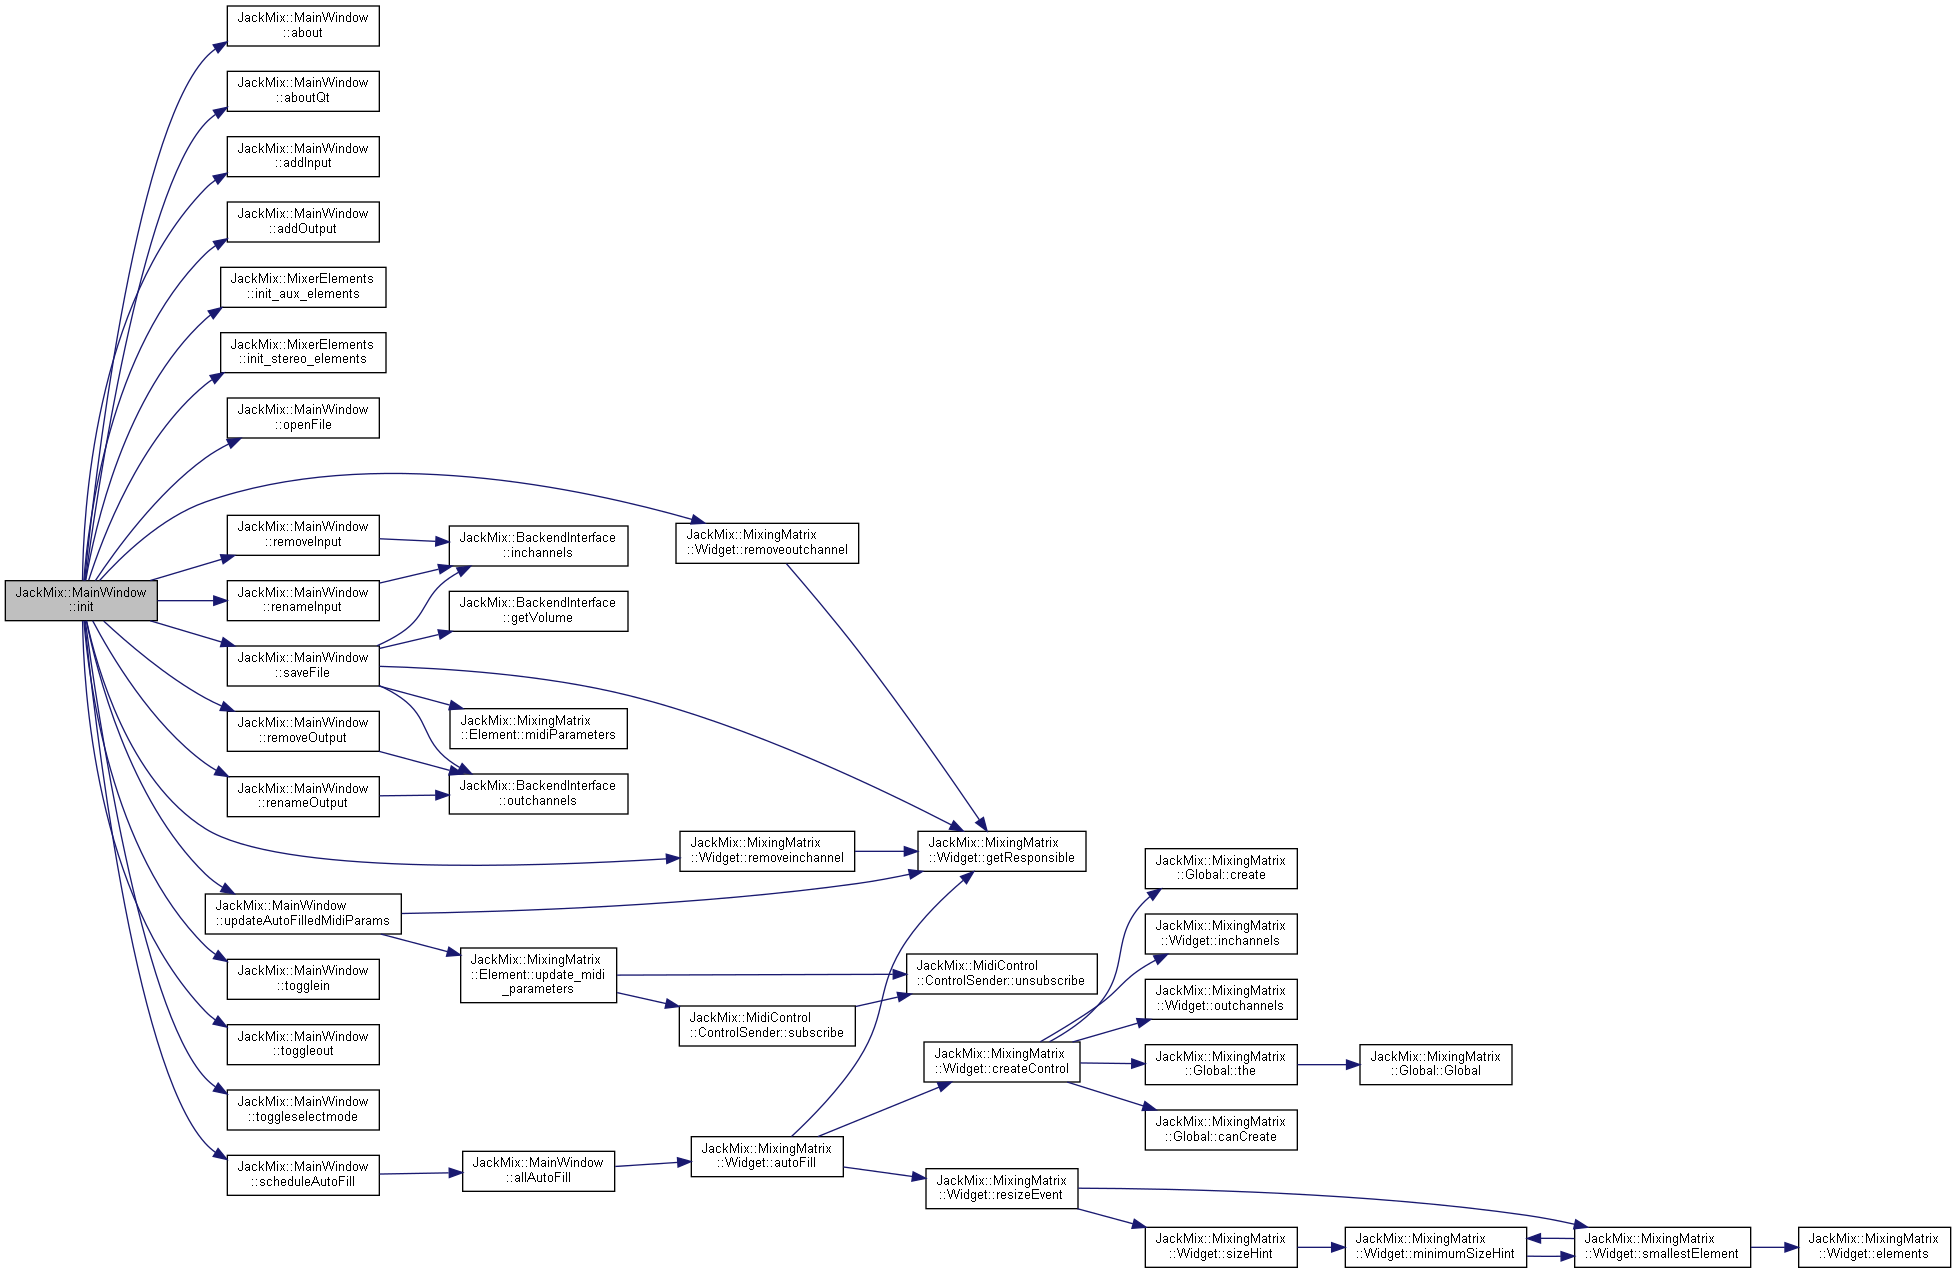 JackMix::MainWindow
::about
JackMix::MainWindow
::aboutQt
JackMix::MainWindow
::addInput
JackMix::MainWindow
::addOutput
JackMix::MixerElements
::init_aux_elements
JackMix::MixerElements
::init_stereo_elements
JackMix::MainWindow
::openFile
JackMix::MainWindow
::init
JackMix::MainWindow
::removeInput
JackMix::MainWindow
::renameInput
JackMix::MainWindow
::saveFile
JackMix::MainWindow
::removeOutput
JackMix::MainWindow
::renameOutput
JackMix::MainWindow
::updateAutoFilledMidiParams
JackMix::MainWindow
::togglein
JackMix::MainWindow
::toggleout
JackMix::MainWindow
::toggleselectmode
JackMix::MainWindow
::scheduleAutoFill
JackMix::BackendInterface
::inchannels
JackMix::BackendInterface
::getVolume
JackMix::MixingMatrix
::Element::midiParameters
JackMix::BackendInterface
::outchannels
JackMix::MixingMatrix
::Element::update_midi
_parameters
JackMix::MainWindow
::allAutoFill
JackMix::MixingMatrix
::Widget::removeoutchannel
JackMix::MixingMatrix
::Widget::removeinchannel
JackMix::MidiControl
::ControlSender::subscribe
JackMix::MixingMatrix
::Widget::autoFill
JackMix::MixingMatrix
::Widget::getResponsible
JackMix::MidiControl
::ControlSender::unsubscribe
JackMix::MixingMatrix
::Widget::createControl
JackMix::MixingMatrix
::Widget::resizeEvent
JackMix::MixingMatrix
::Global::create
JackMix::MixingMatrix
::Widget::inchannels
JackMix::MixingMatrix
::Widget::outchannels
JackMix::MixingMatrix
::Global::the
JackMix::MixingMatrix
::Global::canCreate
JackMix::MixingMatrix
::Widget::sizeHint
JackMix::MixingMatrix
::Global::Global
JackMix::MixingMatrix
::Widget::minimumSizeHint
JackMix::MixingMatrix
::Widget::smallestElement
JackMix::MixingMatrix
::Widget::elements